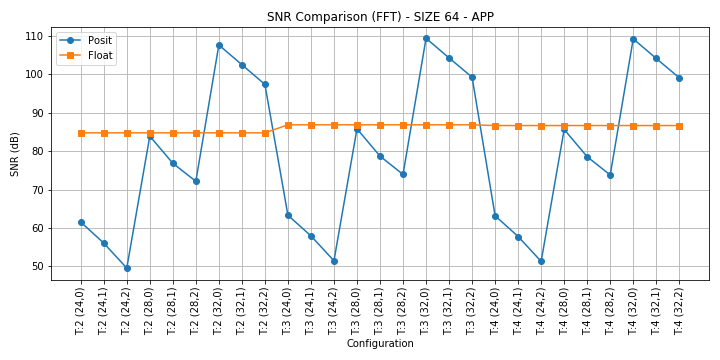 SNR Comparison (FFT) - SIZE 64 - APP
Posit
Float
SNR (dB)
110
100
90
80
70
60
50
T:2 (24,0)
T:2 (24,1)
T:2 (24,2)
T:2 (28,0)
T:2 (28,1)
T:2 (28,2)
T:2 (32,0)
T:2 (32,1)
T:2 (32,2)
T:3 (24,0)
T:3 (24,1)
T:3 (24,2)
T:3 (28,0)
T:3 (28,1)
T:3 (28,2)
T:3 (32,0)
T:3 (32,1)
T:3 (32,2)
T:4 (24,0)
T:4 (24,1)
T:4 (24,2)
T:4 (28,0)
T:4 (28,1)
T:4 (28,2)
T:4 (32,0)
T:4 (32,1)
T:4 (32,2)
Configuration